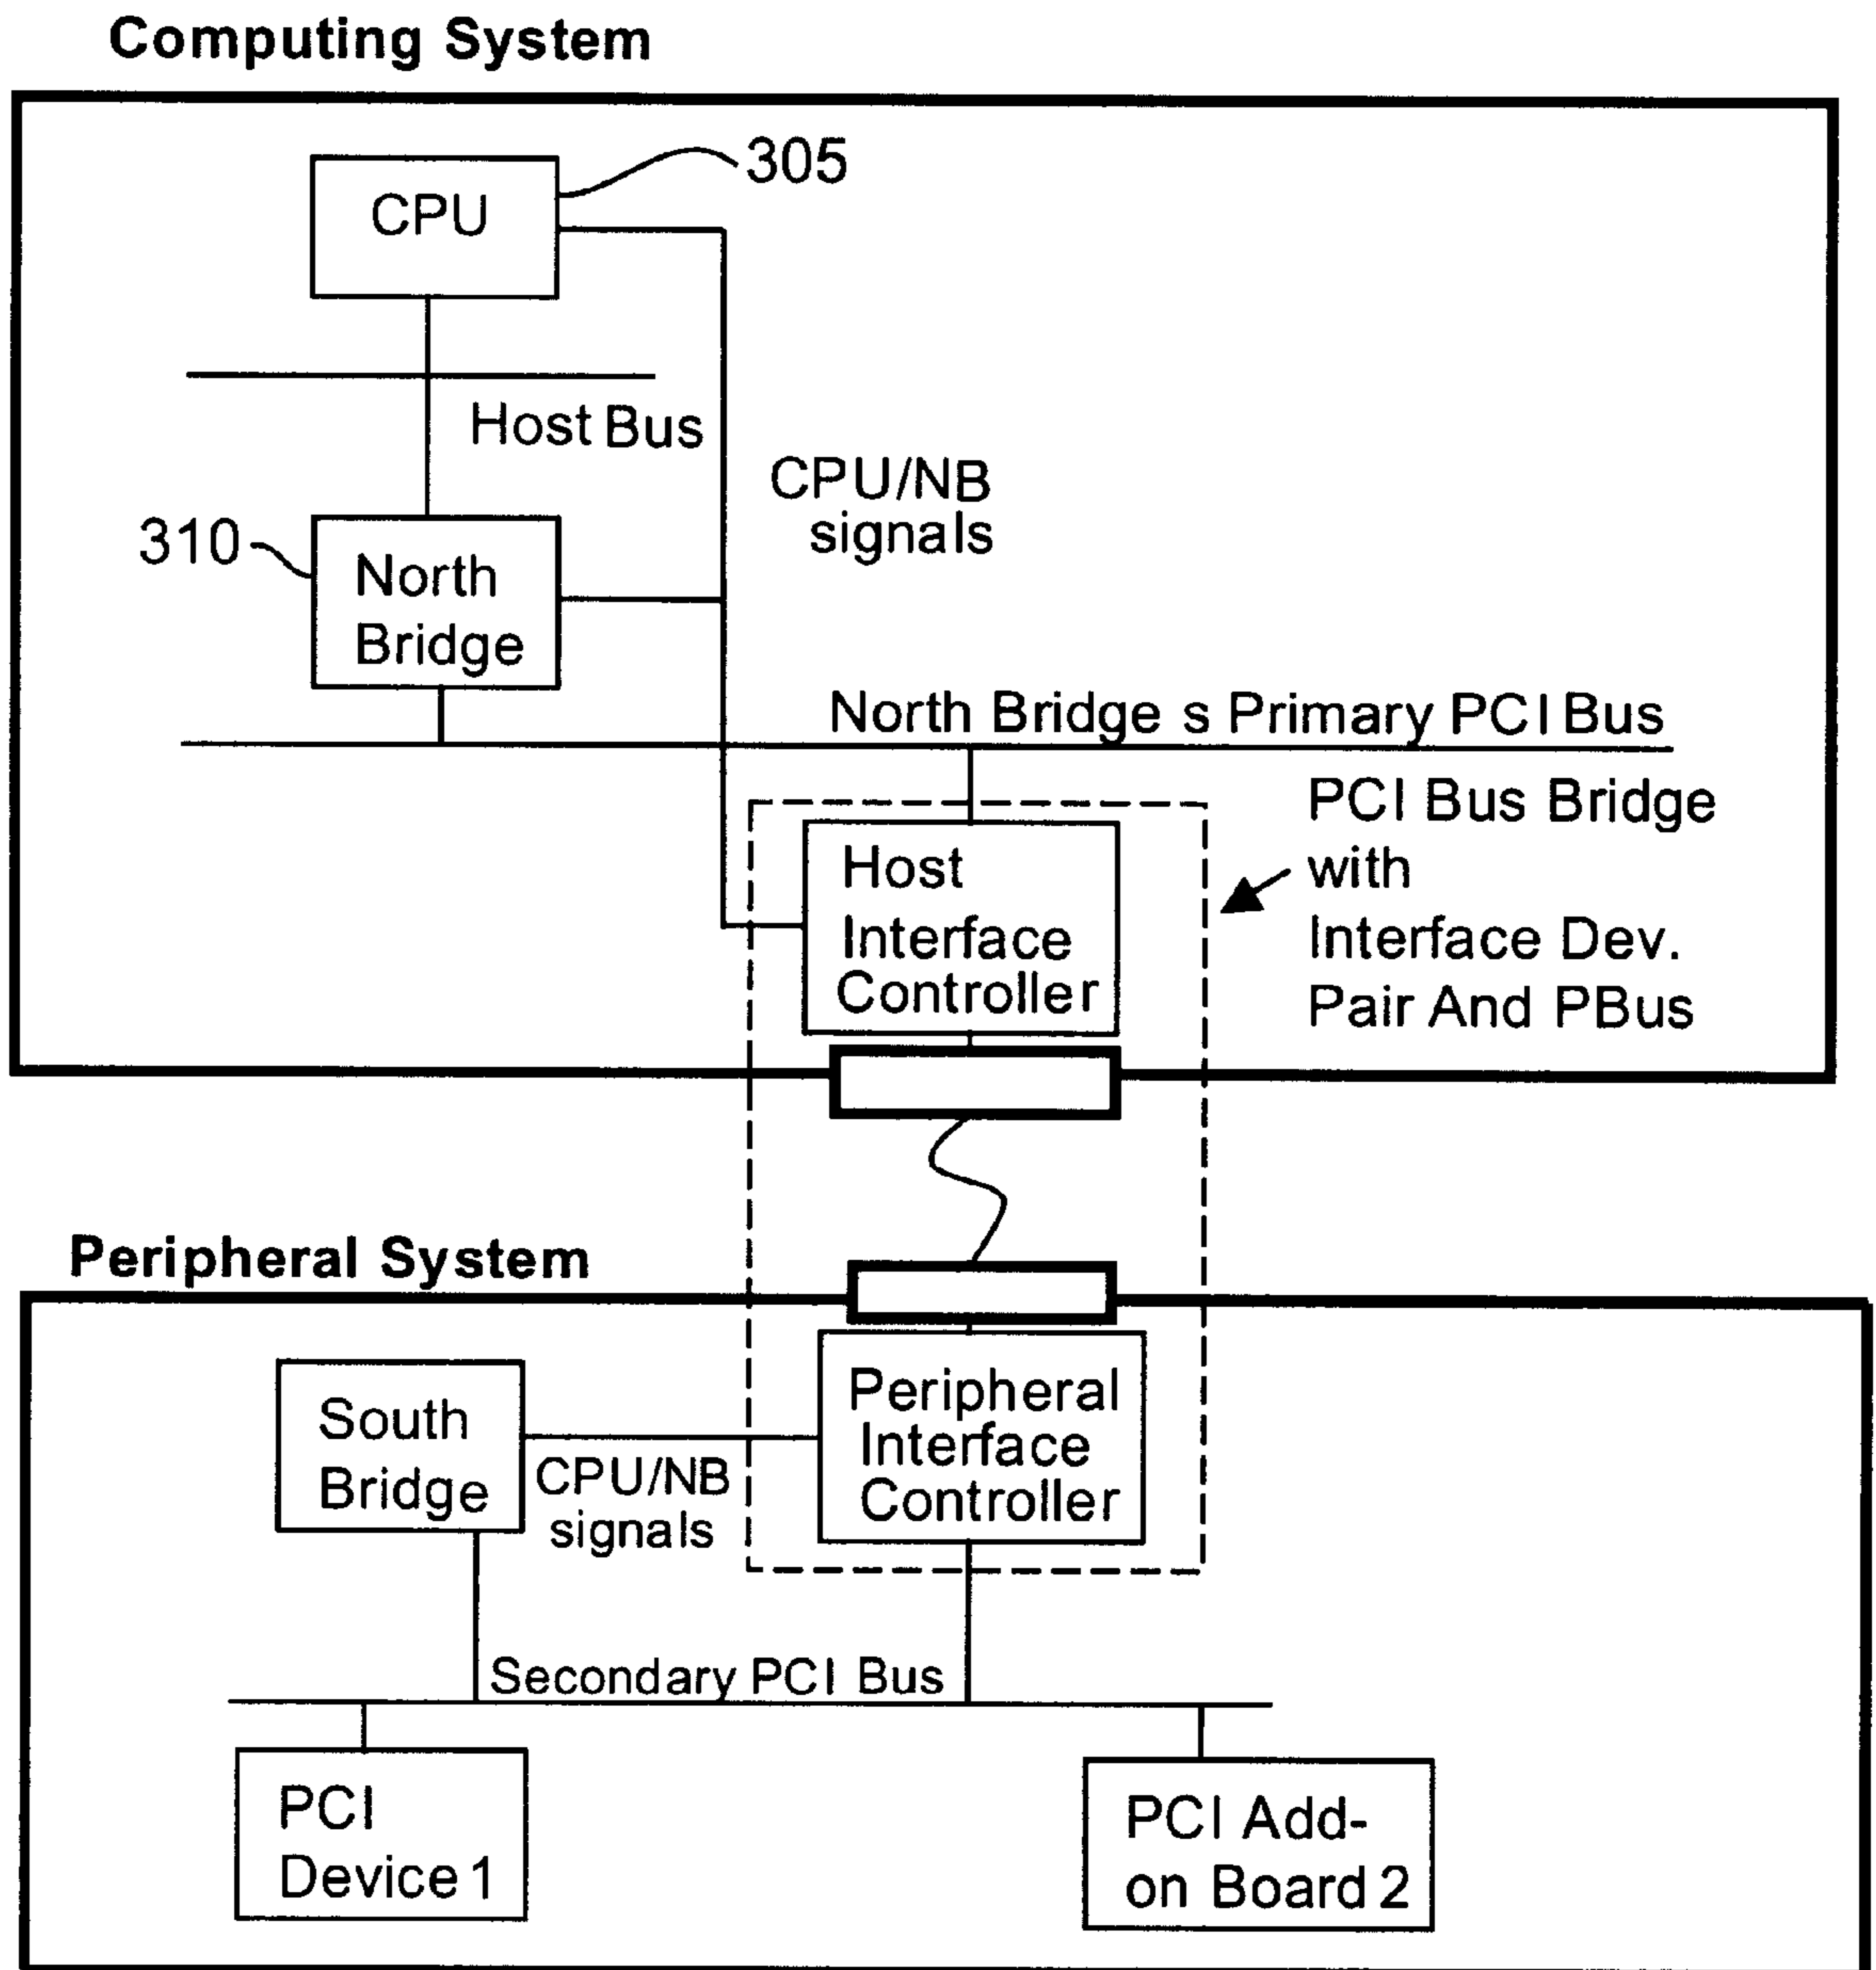 Computing System
305
CPU
Host Bus
CPU/NB
signals
310
North
Bridge
North Bridge s Primary PCI Bus
PCI Bus Bridge
with
Interface Dev.
Pair And PBus
Host
Interface
Controller
Peripheral System
South
Bridge
CPU/NB
signals
Peripheral
Interface
Controller
Secondary PCI Bus
PCI
Device 1
PCI Add-
on Board 2